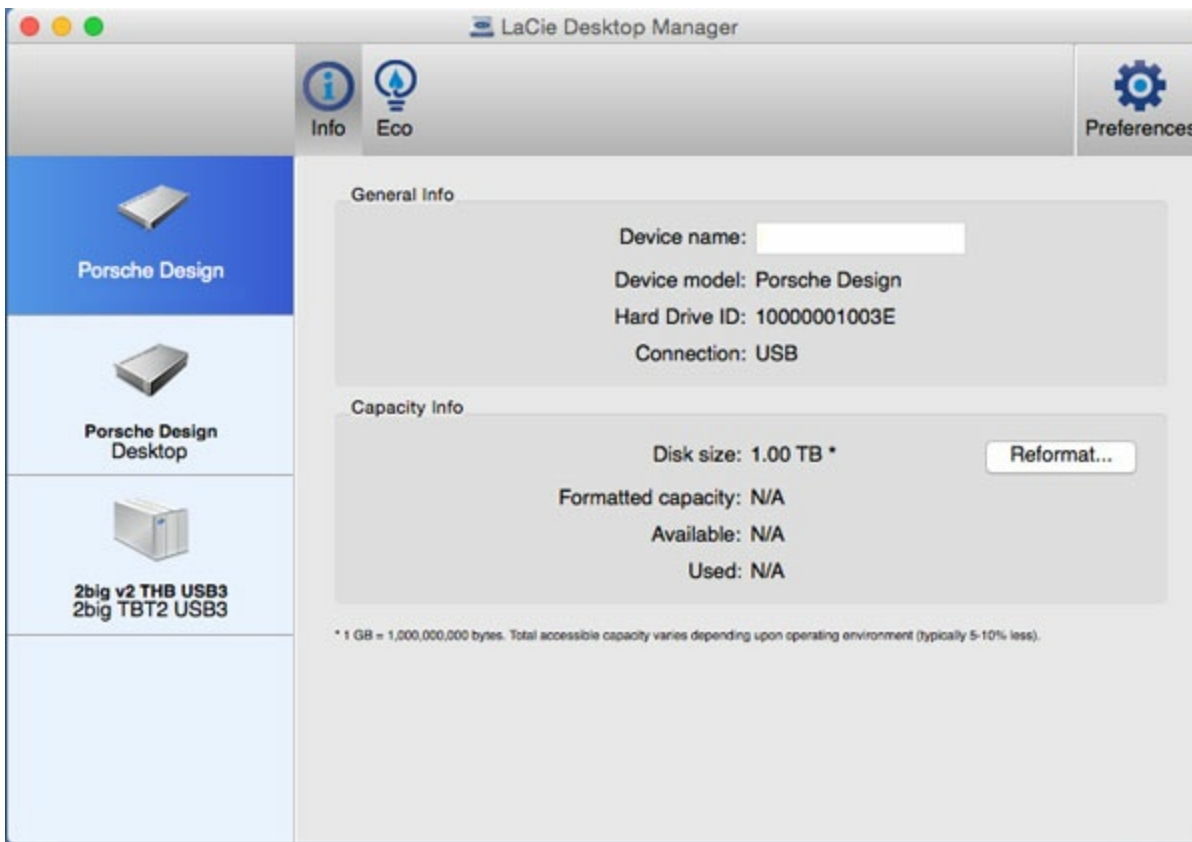 LaCie Desktop Manager
Info
Eco
Preferences
Porsche Design
Porsche Design
Desktop
2big v2 THB USB3
2big TBT2 USB3
General Info
Device name:
Device model: Porsche Design
Hard Drive ID: 10000001003E
Connection: USB
Capacity Info
Disk size: 1.00 TB *
Reformat...
Formatted capacity: N/A
Available: N/A
Used: N/A
* 1 GB = 1,000,000,000 bytes. Total accessible capacity varies depending upon operating environment (typically 5-10% less).